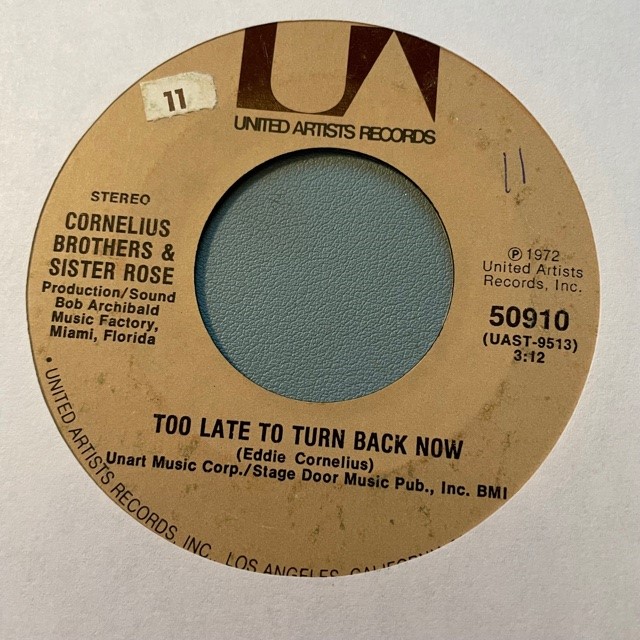 UA
UNITED ARTISTS RECORDS
11
11
STEREO
CORNELIUS
BROTHERS &
SISTER ROSE
Production/Sound
Bob Archibald
Music Factory,
Miami, Florida
℗ 1972
United Artists
Records, Inc.
50910
(UAST-9513)
3:12
TOO LATE TO TURN BACK NOW
(Eddie Cornelius)
Unart Music Corp./Stage Door Music Pub., Inc. BMI
• UNITED ARTISTS RECORDS, INC. LOS ANGELES, CALIFORNIA